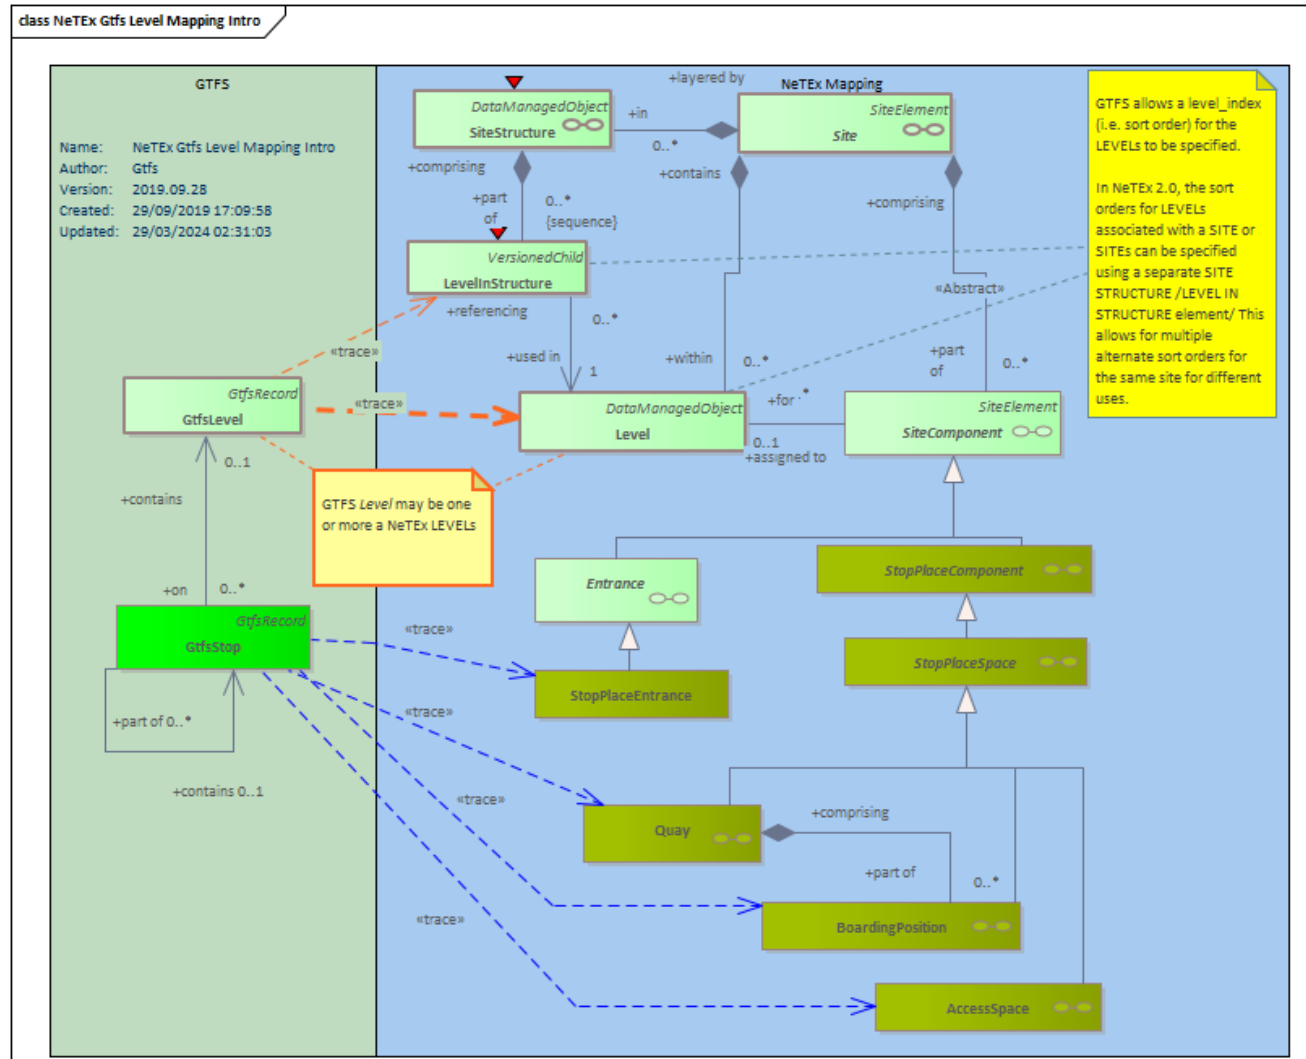 class NeTEx Gtfs Level Mapping Intro
GTFS
Name: NeTEx Gtfs Level Mapping Intro
Author: Gtfs
Version: 2019.09.28
Created: 29/09/2019 17:09:58
Updated: 29/03/2024 02:31:03
NeTEx Mapping
+layered by
DataManagedObject
SiteStructure
+in
0..*
SiteElement
Site
+comprising
+part
of
0..*
{sequence}
+contains
+comprising
VersionedChild
LevelInStructure
+referencing
0..*
«Abstract»
«trace»
+used in
1
+within
0..*
+part
of
0..*
GTFS allows a level_index
(i.e. sort order) for the
LEVELs to be specified.
In NeTEx 2.0, the sort
orders for LEVELs
associated with a SITE or
SITEs can be specified
using a separate SITE
STRUCTURE /LEVEL IN
STRUCTURE element/ This
allows for multiple
alternate sort orders for
the same site for different
uses.
GtfsRecord
GtfsLevel
«trace»
DataManagedObject
Level
+for
*
0..1
+assigned to
SiteElement
SiteComponent
0..1
+contains
GTFS Level may be one
or more a NeTEx LEVELs
+on
0..*
Entrance
StopPlaceComponent
GtfsRecord
GtfsStop
«trace»
StopPlaceSpace
StopPlaceEntrance
+part of 0..*
«trace»
+contains 0..1
«trace»
Quay
+comprising
+part of
0..*
«trace»
BoardingPosition
AccessSpace